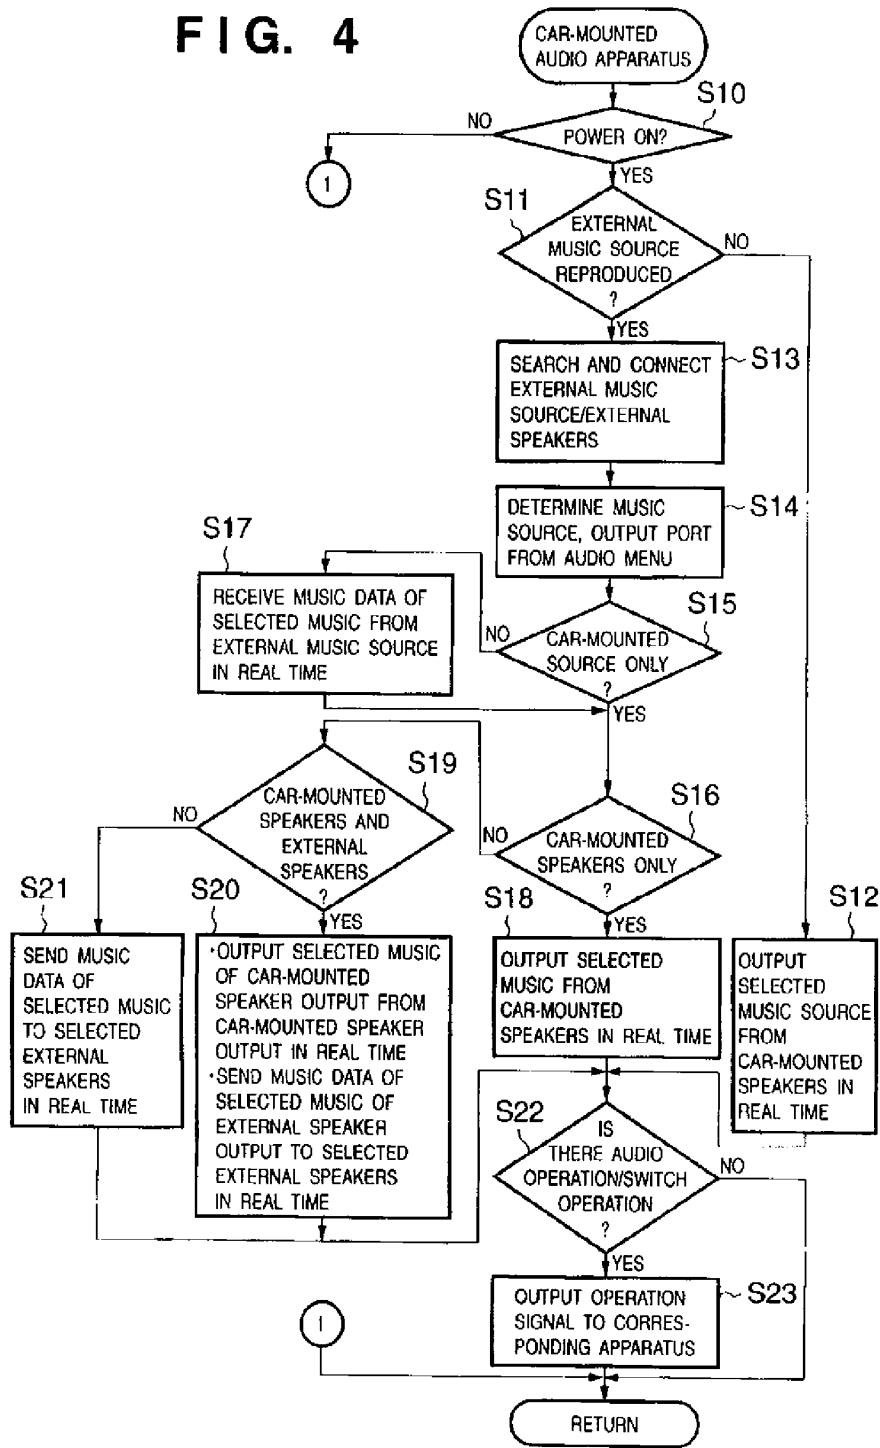 FIG. 4
CAR-MOUNTED
AUDIO APPARATUS
S10
NO
POWER ON?
1
YES
S11
EXTERNAL
MUSIC SOURCE
REPRODUCED
?
NO
YES
SEARCH AND CONNECT
EXTERNAL MUSIC
SOURCE/EXTERNAL
SPEAKERS
S13
DETERMINE MUSIC
SOURCE, OUTPUT PORT
FROM AUDIO MENU
S14
S17
RECEIVE MUSIC DATA OF
SELECTED MUSIC FROM
EXTERNAL MUSIC SOURCE
IN REAL TIME
S15
NO
CAR-MOUNTED
SOURCE ONLY
?
YES
S19
CAR-MOUNTED
SPEAKERS AND
EXTERNAL
SPEAKERS
?
NO
YES
S16
NO
CAR-MOUNTED
SPEAKERS ONLY
?
YES
S21
SEND MUSIC
DATA OF
SELECTED MUSIC
TO SELECTED
EXTERNAL
SPEAKERS
IN REAL TIME
S20
•OUTPUT SELECTED MUSIC
OF CAR-MOUNTED
SPEAKER OUTPUT FROM
CAR-MOUNTED SPEAKER
OUTPUT IN REAL TIME
•SEND MUSIC DATA OF
SELECTED MUSIC OF
EXTERNAL SPEAKER
OUTPUT TO SELECTED
EXTERNAL SPEAKERS
IN REAL TIME
S18
OUTPUT SELECTED
MUSIC FROM
CAR-MOUNTED
SPEAKERS IN REAL TIME
S12
OUTPUT
SELECTED
MUSIC SOURCE
FROM
CAR-MOUNTED
SPEAKERS IN
REAL TIME
S22
IS
THERE AUDIO
OPERATION/SWITCH
OPERATION
?
NO
YES
OUTPUT OPERATION
SIGNAL TO CORRES-
PONDING APPARATUS
S23
1
RETURN